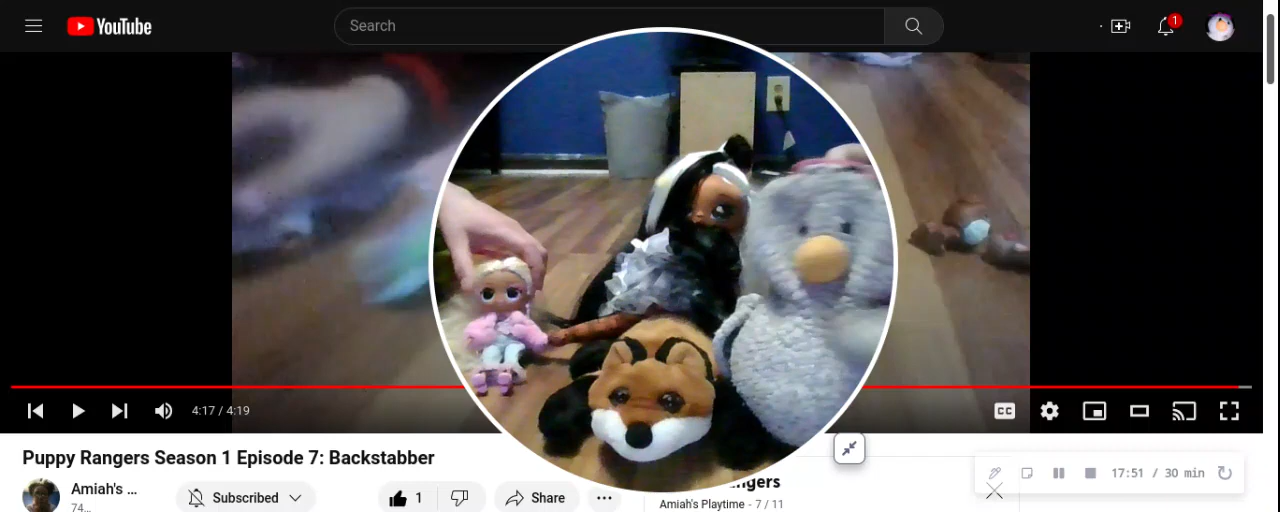 YouTube
Search
1
4:17 / 4:19
CC
Puppy Rangers Season 1 Episode 7: Backstabber
Amiah's ...
74...
Subscribed
1
Share
Amiah's Playtime - 7 / 11
17:51 / 30 min